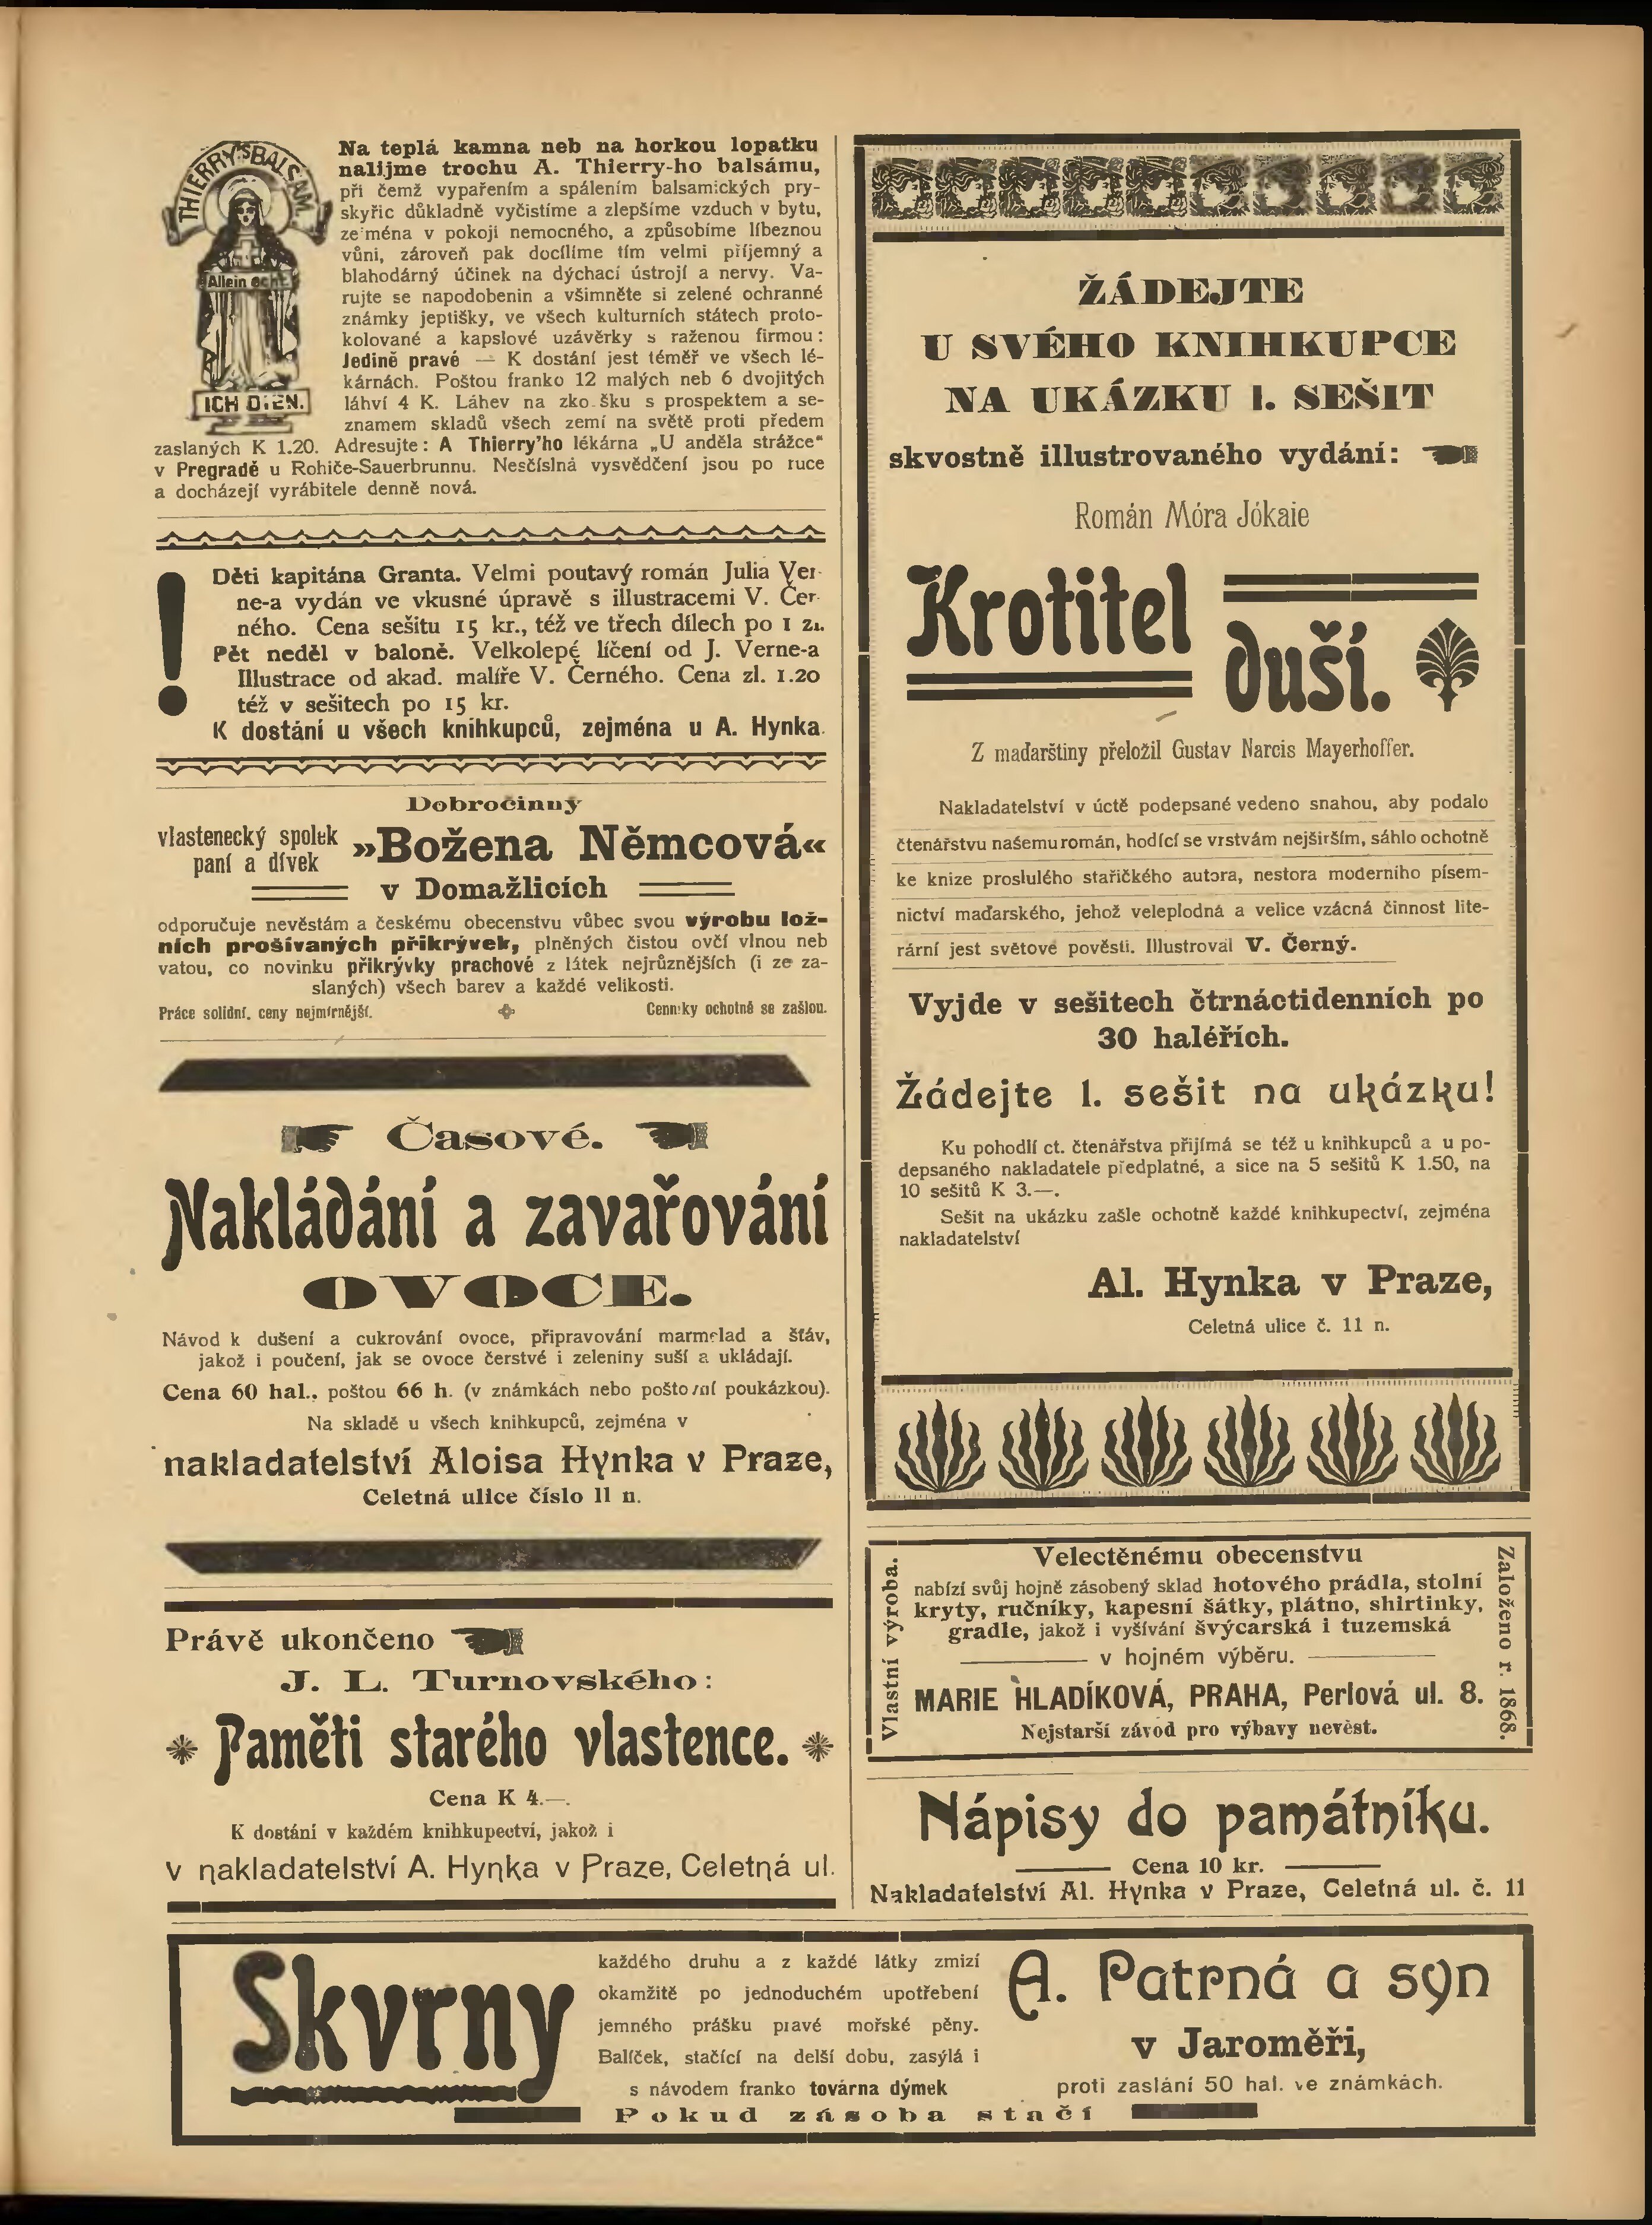 THIERRY'S BALSAM.
Allein echt.
ICH DIEN.
Na teplá kamna neb na horkou lopatku
nalijme trochu A. Thierry-ho balsámu,
při čemž vypařením a spálením balsamických pry-
skyřic důkladně vyčistíme a zlepšíme vzduch v bytu,
ze ména v pokoji nemocného, a způsobíme líbeznou
vůni, zároveň pak docílíme tím velmi příjemný a
blahodárný účinek na dýchací ústrojí a nervy. Va-
rujte se napodobenin a všimněte si zelené ochranné
známky jeptišky, ve všech kulturních státech proto-
kolované a kapslové uzávěrky s raženou firmou:
Jedině pravé — K dostání jest téměř ve všech lé-
kárnách. Poštou franko 12 malých neb 6 dvojitých
láhví 4 K. Láhev na zko šku s prospektem a se-
znamem skladů všech zemí na světě proti předem
zaslaných K 1.20. Adresujte: A Thierry'ho lékárna „U anděla strážce"
v Pregradě u Rohiče-Sauerbrunnu. Nesčíslná vysvědčení jsou po ruce
a docházejí vyrábitele denně nová.
! Děti kapitána Granta. Velmi poutavý román Julia Ver-
ne-a vydán ve vkusné úpravě s illustracemi V. Čer-
ného. Cena sešitu 15 kr., též ve třech dílech po 1 zl.
Pět neděl v baloně. Velkolepé líčení od J. Verne-a
Illustrace od akad. malíře V. Černého. Cena zl. 1.20
též v sešitech po 15 kr.
K dostání u všech knihkupců, zejména u A. Hynka.
Dobročinný
vlastenecký spolek
paní a dívek
»Božena Němcová«
v Domažlicích
odporučuje nevěstám a českému obecenstvu vůbec svou výrobu lož-
ních prošívaných přikrývek, plněných čistou ovčí vlnou neb
vatou, co novinku přikrývky prachové z látek nejrůznějších (i ze za-
slaných) všech barev a každé velikosti.
Práce solidní, ceny nejmírnější. Cenníky ochotně se zašlou.
Časové.
Nakládání a zavařování
OVOCE.
Návod k dušení a cukrování ovoce, připravování marmelad a šťáv,
jakož i poučení, jak se ovoce čerstvé i zeleniny suší a ukládají.
Cena 60 hal., poštou 66 h. (v známkách nebo poštovní poukázkou).
Na skladě u všech knihkupců, zejména v
nakladatelství Aloisa Hynka v Praze,
Celetná ulice číslo 11 n.
Právě ukončeno
J. L. Turnovského:
Paměti starého vlastence.
Cena K 4.—.
K dostání v každém knihkupectví, jakož i
v nakladatelství A. Hynka v Praze, Celetná ul.
ŽÁDEJTE
U SVÉHO KNIHKUPCE
NA UKÁZKU 1. SEŠIT
skvostně illustrovaného vydání:
Román Móra Jókaie
Krotitel
duší.
Z maďarštiny přeložil Gustav Narcis Mayerhoffer.
Nakladatelství v úctě podepsané vedeno snahou, aby podalo
čtenářstvu našemu román, hodící se vrstvám nejširším, sáhlo ochotně
ke knize proslulého stařičkého autora, nestora moderního písem-
nictví maďarského, jehož veleplodná a velice vzácná činnost lite-
rární jest světové pověsti. Illustroval V. Černý.
Vyjde v sešitech čtrnáctidenních po
30 haléřích.
Žádejte 1. sešit na ukázku!
Ku pohodlí ct. čtenářstva přijímá se též u knihkupců a u po-
depsaného nakladatele předplatné, a sice na 5 sešitů K 1.50, na
10 sešitů K 3.—.
Sešit na ukázku zašle ochotně každé knihkupectví, zejména
nakladatelství
Al. Hynka v Praze,
Celetná ulice č. 11 n.
Vlastní výroba.
Velectěnému obecenstvu
nabízí svůj hojně zásobený sklad hotového prádla, stolní
kryty, ručníky, kapesní šátky, plátno, shirtinky,
gradle, jakož i vyšívání švýcarská i tuzemská
v hojném výběru.
MARIE HLADÍKOVÁ, PRAHA, Perlová ul. 8.
Nejstarší závod pro výbavy nevěst.
Založeno r. 1868.
Nápisy do památníku.
Cena 10 kr.
Nakladatelství Al. Hynka v Praze, Celetná ul. č. 11
Skvrny
každého druhu a z každé látky zmizí
okamžitě po jednoduchém upotřebení
jemného prášku pravé mořské pěny.
Balíček, stačící na delší dobu, zasýlá i
s návodem franko továrna dýmek
A. Patrná a syn
v Jaroměři,
proti zaslání 50 hal. ve známkách.
Pokud zásoba stačí